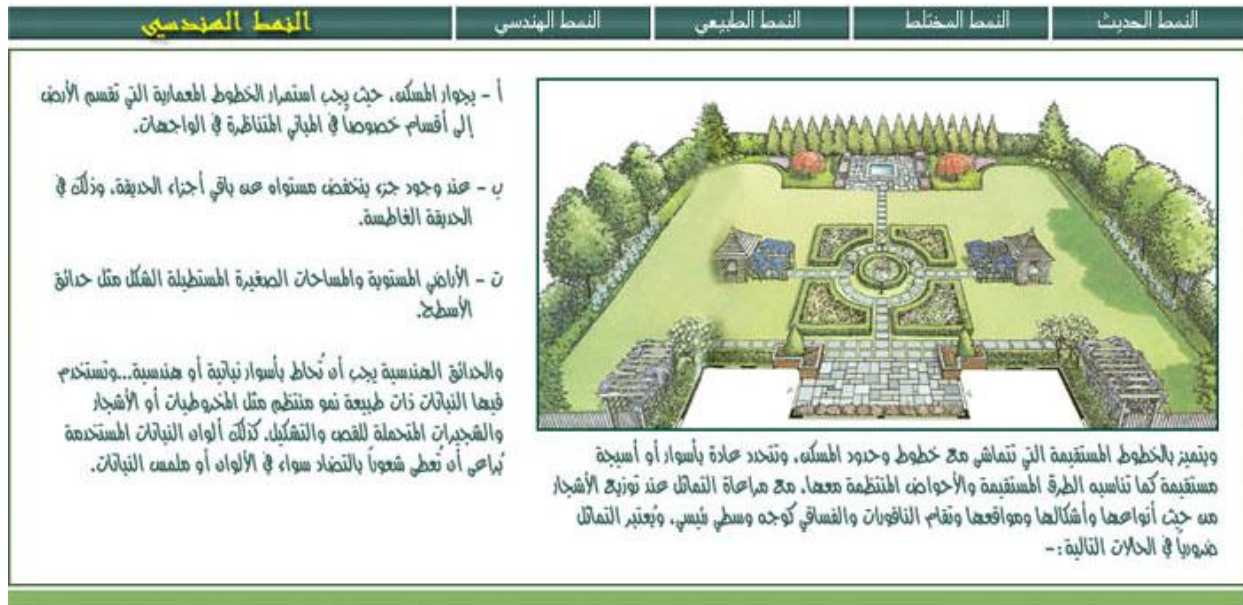 النمط الحديث
النمط المختلط
النمط الطبيعي
النمط الهندسي
النمط الهندسي
ويتميز بالخطوط المستقيمة التي تتماشى مع خطوط وحدود المسكن، وتتحدد عادة بأسوار أو أسيجة
مستقيمة كما تناسبه الطرق المستقيمة والأحواض المنتظمة معها، مع مراعاة التماثل عند توزيع الأشجار
من حيث أنواعها وأشكالها ومواقعها وتقام النافورات والفساقي كوجه وسطي رئيسي، ويُعتبر التماثل
ضرورياً في الحالات التالية :-
أ - بجوار المسكن، حيث يجب استمرار الخطوط المعمارية التي تقسم الأرض
إلى أقسام خصوصاً في المباني المتناظرة في الواجهات.
ب - عند وجود جزء ينخفض مستواه عن باقي أجزاء الحديقة، وذلك في
الحديقة الغاطسة.
ت - الأراضي المستوية والمساحات الصغيرة المستطيلة الشكل مثل حدائق
الأسطح.
والحدائق الهندسية يجب أن تُحاط بأسوار نباتية أو هندسية...وتستخدم
فيها النباتات ذات طبيعة نمو منتظم مثل المخروطيات أو الأشجار
والشجيرات المتحملة للقص والتشكيل. كذلك ألوان النباتات المستخدمة
يُراعى أن تُعطي شعوراً بالتضاد سواء في الألوان أو ملمس النباتات.